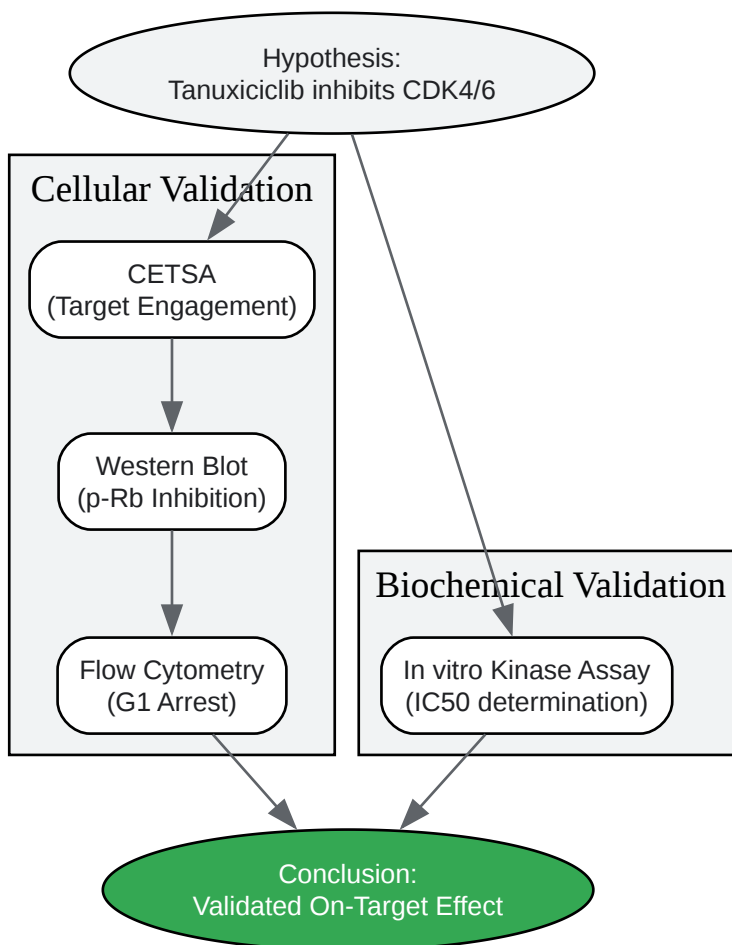 Hypothesis:
Tanuxiciclib inhibits CDK4/6
Cellular Validation
CETSA
(Target Engagement)
Western Blot
(p-Rb Inhibition)
Flow Cytometry
(G1 Arrest)
Biochemical Validation
In vitro Kinase Assay
(IC50 determination)
Conclusion:
Validated On-Target Effect